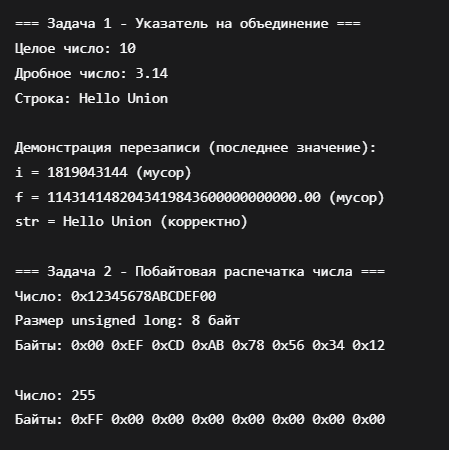 === Задача 1 - Указатель на объединение ===
Целое число: 10
Дробное число: 3.14
Строка: Hello Union
Демонстрация перезаписи (последнее значение):
i = 1819043144 (мусор)
f = 1143141482043419843600000000000.00 (мусор)
str = Hello Union (корректно)
=== Задача 2 - Побайтовая распечатка числа ===
Число: 0x12345678ABCDEF00
Размер unsigned long: 8 байт
Байты: 0x00 0xEF 0xCD 0xAB 0x78 0x56 0x34 0x12
Число: 255
Байты: 0xFF 0x00 0x00 0x00 0x00 0x00 0x00 0x00